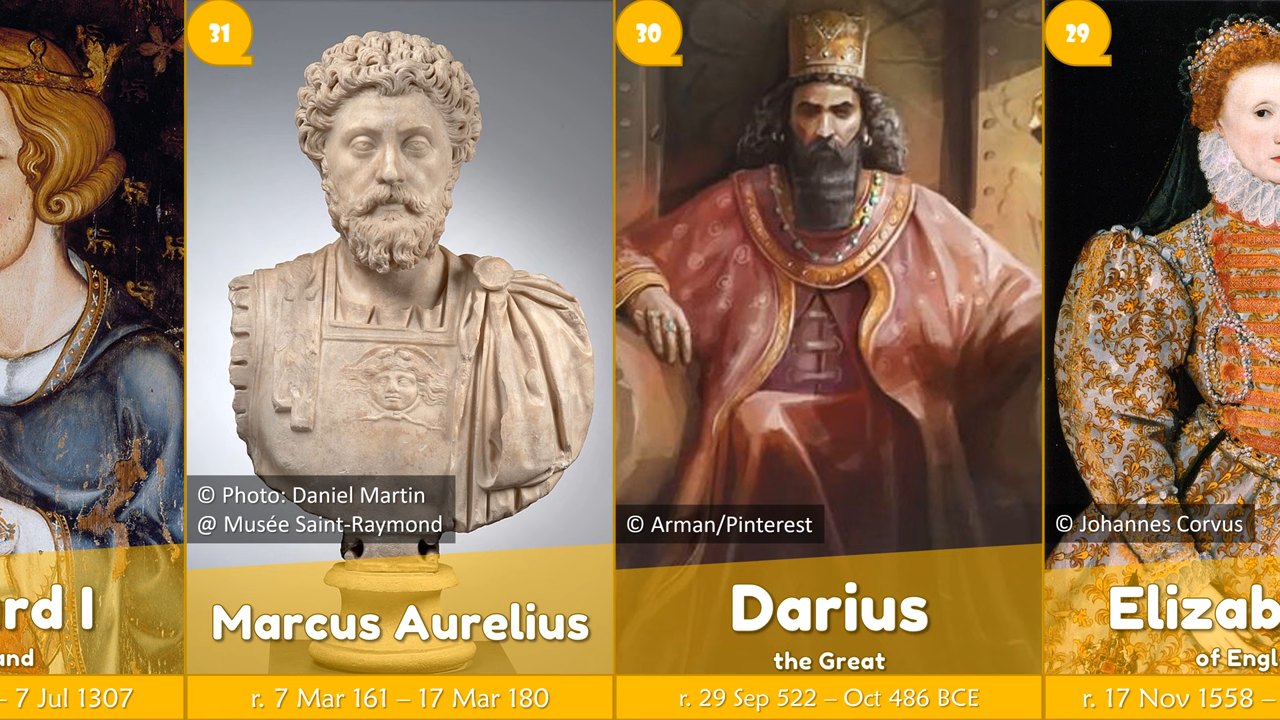 rd I
and
– 7 Jul 1307
31
© Photo: Daniel Martin
@ Musée Saint-Raymond
Marcus Aurelius
r. 7 Mar 161 – 17 Mar 180
30
© Arman/Pinterest
Darius
the Great
r. 29 Sep 522 – Oct 486 BCE
29
© Johannes Corvus
Elizab
of Engl
r. 17 Nov 1558 –